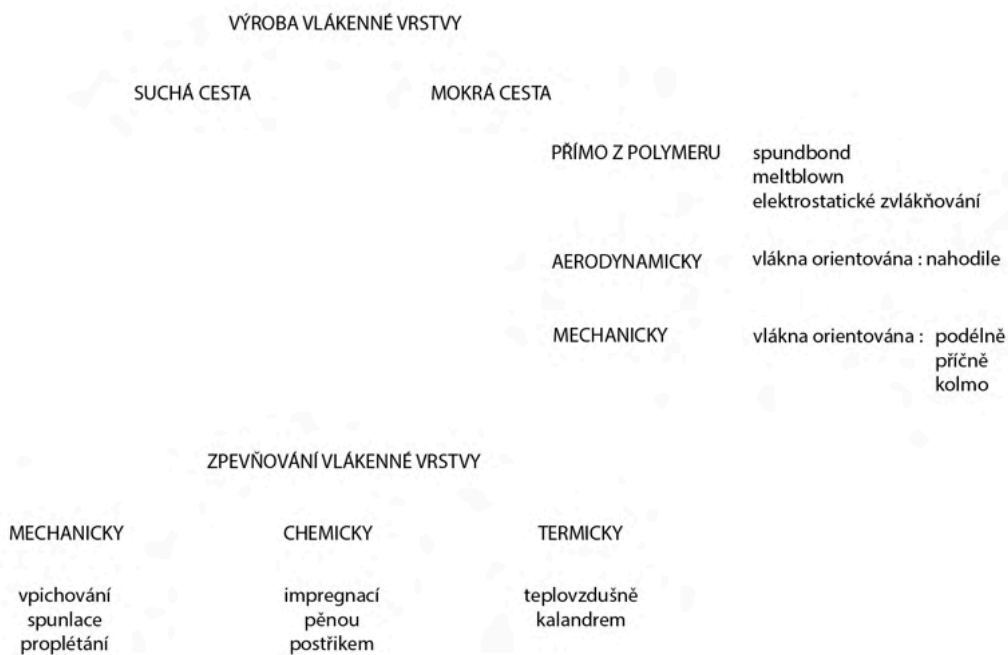 VÝROBA VLÁKENNÉ VRSTVY
SUCHÁ CESTA MOKRÁ CESTA
PŘÍMO Z POLYMERU spundbond
meltblown
elektrostatické zvlákňování
AERODYNAMICKY vlákna orientována : nahodile
MECHANICKY vlákna orientována : podélně
příčně
kolmo
ZPEVŇOVÁNÍ VLÁKENNÉ VRSTVY
MECHANICKY CHEMICKY TERMICKY
vpichování impregnací teplovzdušně
spunlace pěnou kalandrem
proplétání postřikem